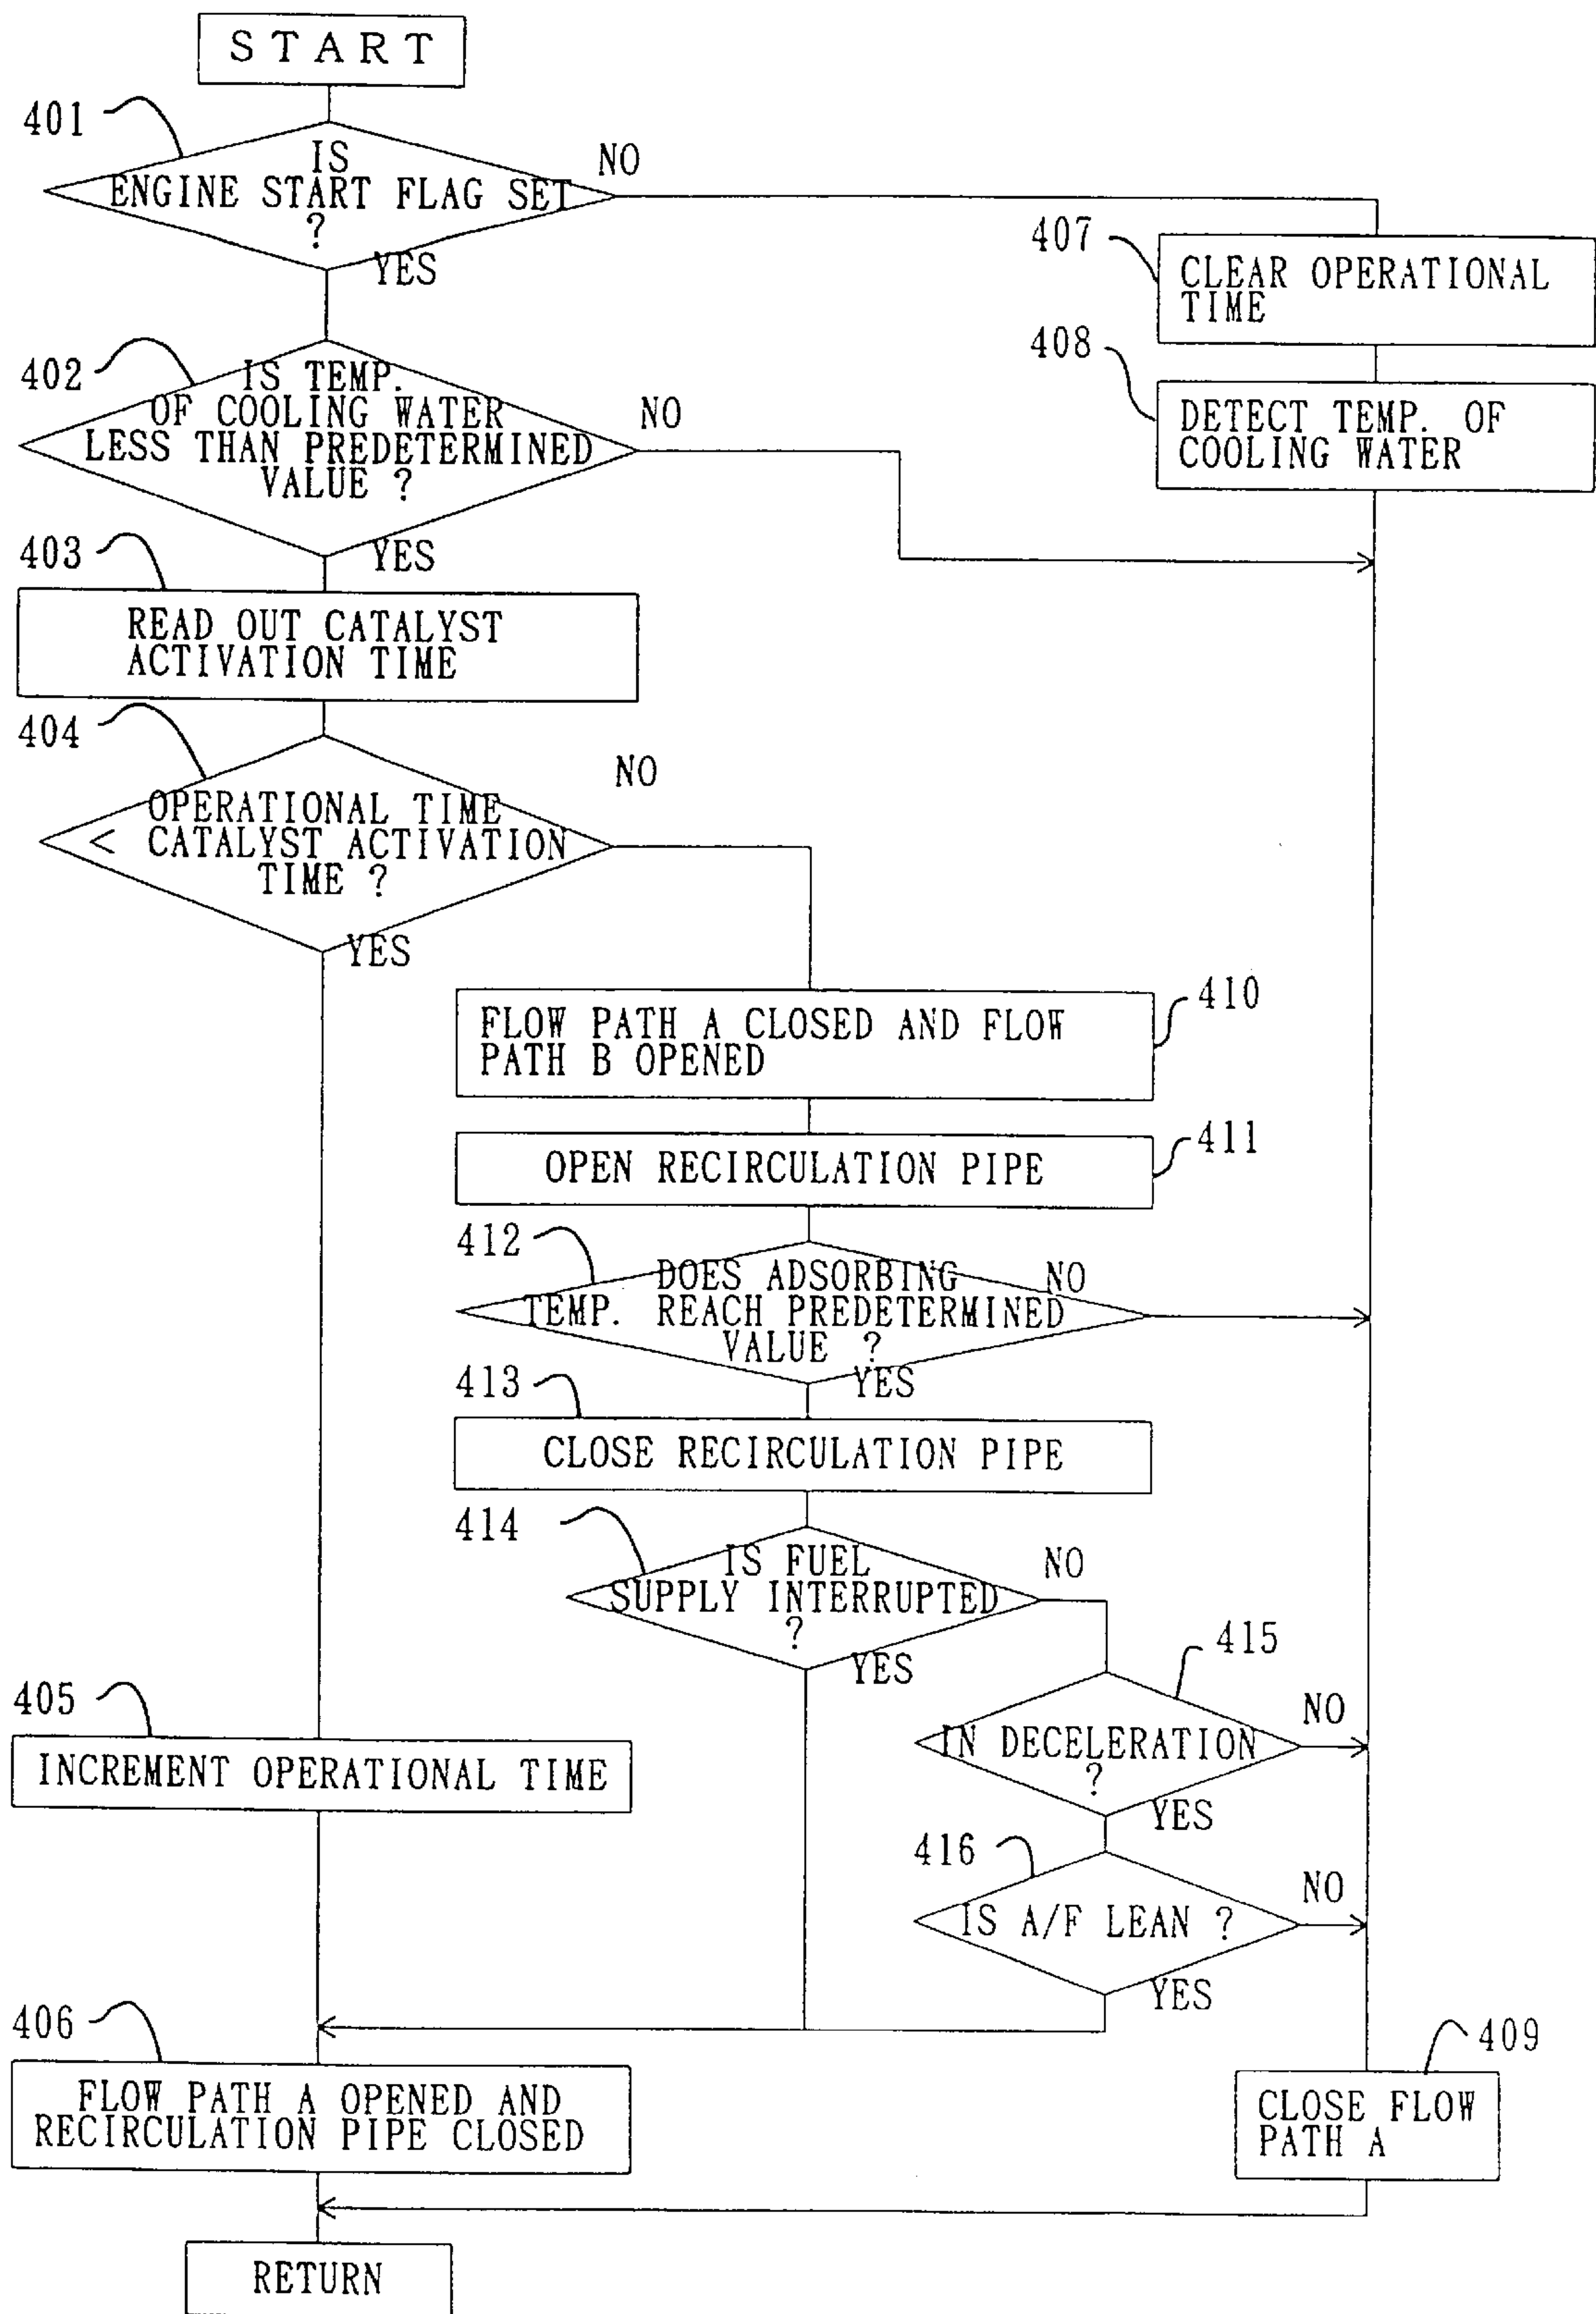 START
401
IS
ENGINE START FLAG SET
?
NO
YES
407
CLEAR OPERATIONAL
TIME
408
DETECT TEMP. OF
COOLING WATER
402
IS TEMP.
OF COOLING WATER
LESS THAN PREDETERMINED
VALUE ?
NO
YES
403
READ OUT CATALYST
ACTIVATION TIME
404
OPERATIONAL TIME
< CATALYST ACTIVATION
TIME ?
NO
YES
410
FLOW PATH A CLOSED AND FLOW
PATH B OPENED
411
OPEN RECIRCULATION PIPE
412
DOES ADSORBING
TEMP. REACH PREDETERMINED
VALUE ?
NO
YES
413
CLOSE RECIRCULATION PIPE
414
IS FUEL
SUPPLY INTERRUPTED
?
NO
YES
415
IN DECELERATION
?
NO
YES
405
INCREMENT OPERATIONAL TIME
416
IS A/F LEAN ?
NO
YES
406
FLOW PATH A OPENED AND
RECIRCULATION PIPE CLOSED
409
CLOSE FLOW
PATH A
RETURN